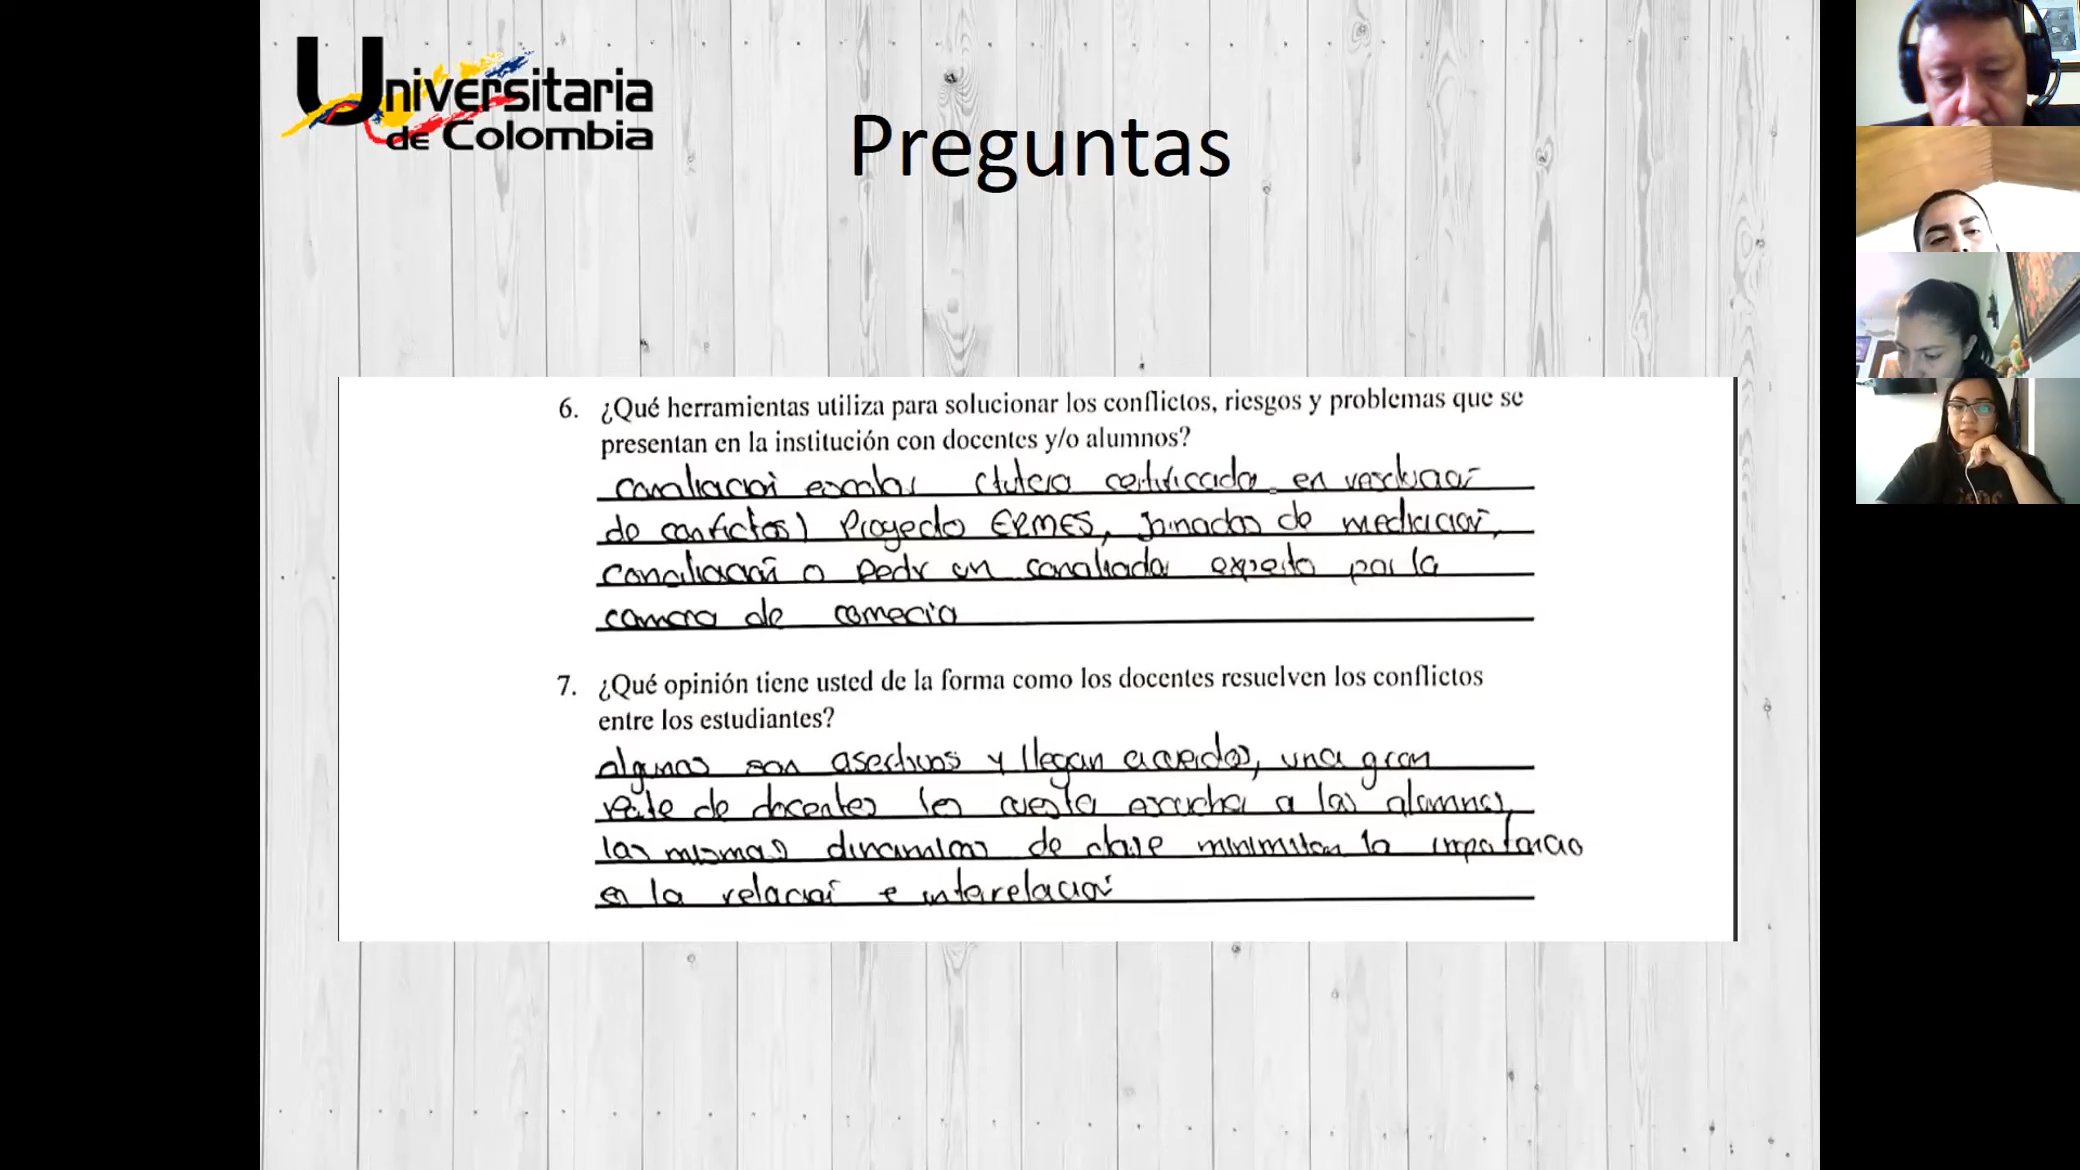 Universitaria
de Colombia
Preguntas
6. ¿Qué herramientas utiliza para solucionar los conflictos, riesgos y problemas que se
presentan en la institución con docentes y/o alumnos?
conciliación escolar (tutela certificada en resolución
de conflictos) Proyecto ERMES, Jornadas de mediación,
conciliación o pedir un conciliador experto por la
camara de comercio
7. ¿Qué opinión tiene usted de la forma como los docentes resuelven los conflictos
entre los estudiantes?
algunos son asertivos y llegan acuerdos, una gran
parte de docentes les cuesta escuchar a los alumnos,
las mismas dinamicas de clase minimizan la importancia
en la relación e interrelación